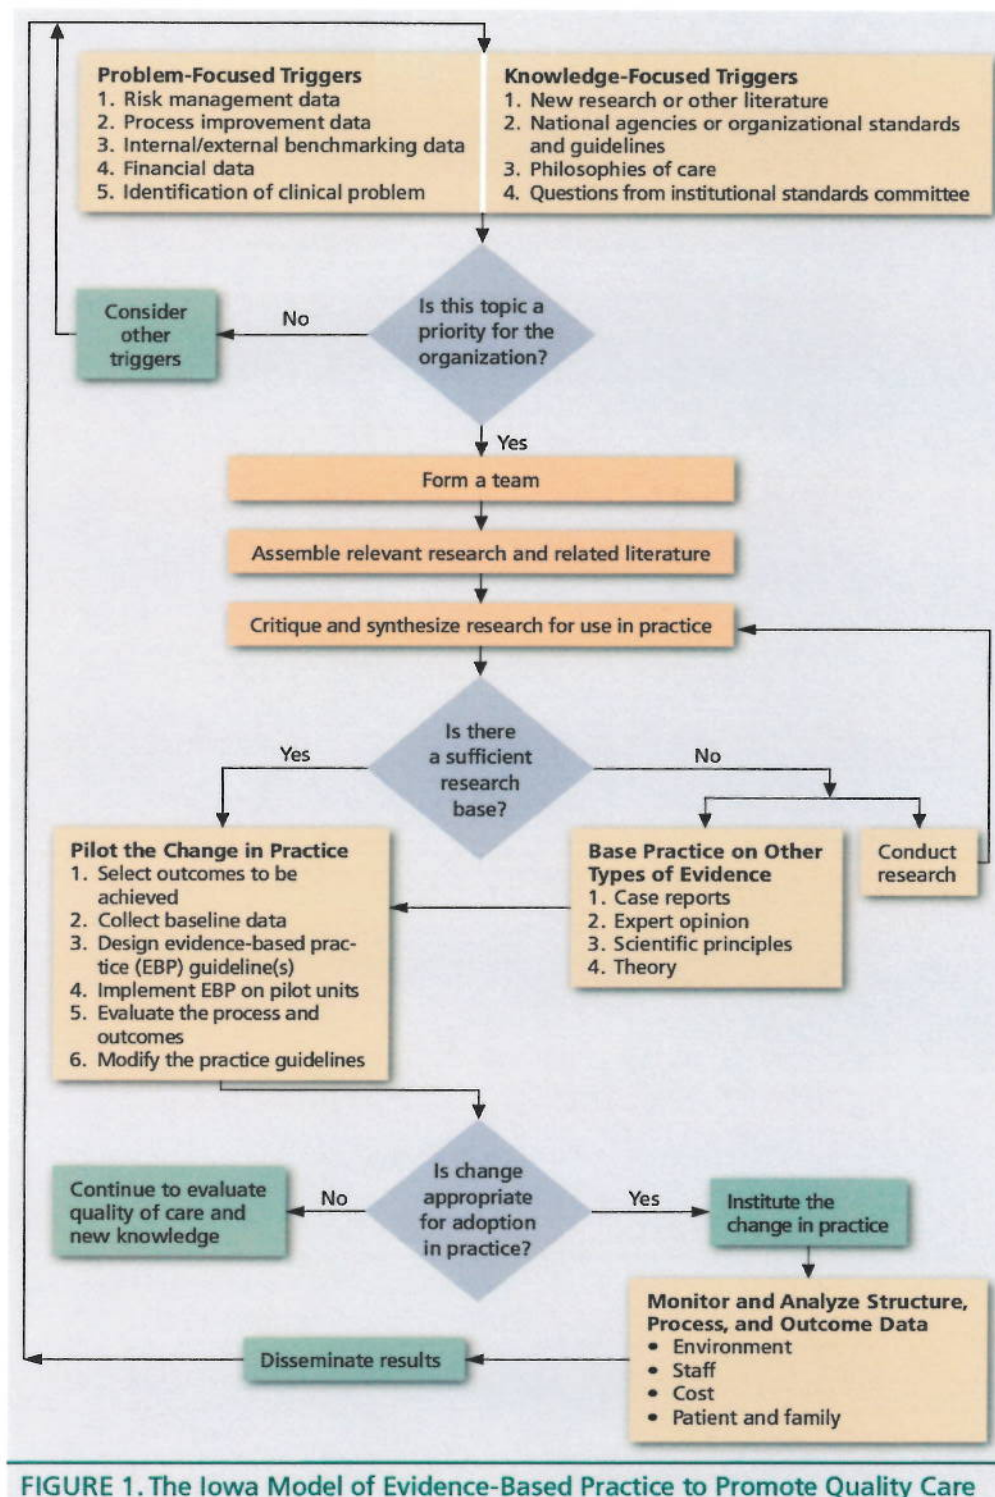 Problem-Focused Triggers
1. Risk management data
2. Process improvement data
3. Internal/external benchmarking data
4. Financial data
5. Identification of clinical problem
Knowledge-Focused Triggers
1. New research or other literature
2. National agencies or organizational standards
and guidelines
3. Philosophies of care
4. Questions from institutional standards committee
Is this topic a
priority for the
organization?
No
Consider
other
triggers
Yes
Form a team
Assemble relevant research and related literature
Critique and synthesize research for use in practice
Is there
a sufficient
research
base?
Yes
No
Pilot the Change in Practice
1. Select outcomes to be
achieved
2. Collect baseline data
3. Design evidence-based prac-
tice (EBP) guideline(s)
4. Implement EBP on pilot units
5. Evaluate the process and
outcomes
6. Modify the practice guidelines
Base Practice on Other
Types of Evidence
1. Case reports
2. Expert opinion
3. Scientific principles
4. Theory
Conduct
research
Is change
appropriate
for adoption
in practice?
No
Continue to evaluate
quality of care and
new knowledge
Yes
Institute the
change in practice
Monitor and Analyze Structure,
Process, and Outcome Data
• Environment
• Staff
• Cost
• Patient and family
Disseminate results
FIGURE 1. The Iowa Model of Evidence-Based Practice to Promote Quality Care